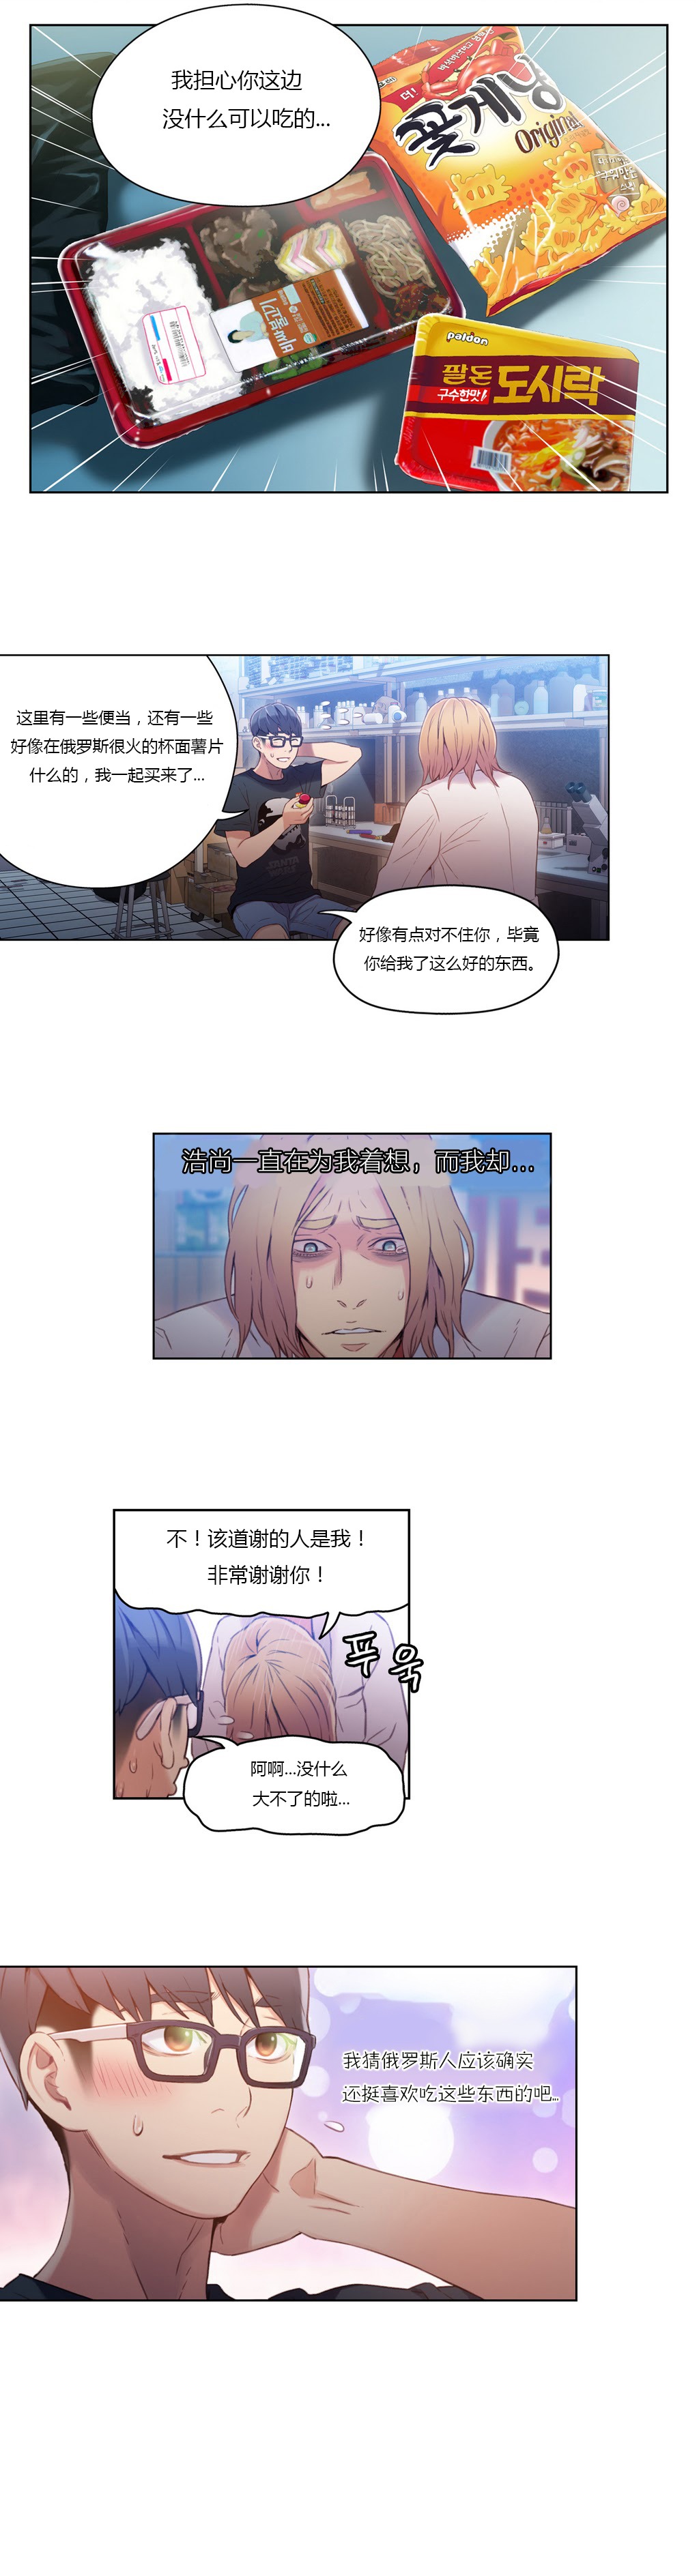 我担心你这边
没什么可以吃的...
더!
꽃게랑
Original
paldon
팔돈
도시락
구수한맛!
这里有一些便当，还有一些
好像在俄罗斯很火的杯面薯片
什么的，我一起买来了...
JANTA
WARS
好像有点对不住你，毕竟
你给我了这么好的东西。
浩尚一直在为我着想，而我却...
不！该道谢的人是我！
非常谢谢你！
푸욱
阿啊...没什么
大不了的啦...
我猜俄罗斯人应该确实
还挺喜欢吃这些东西的吧...